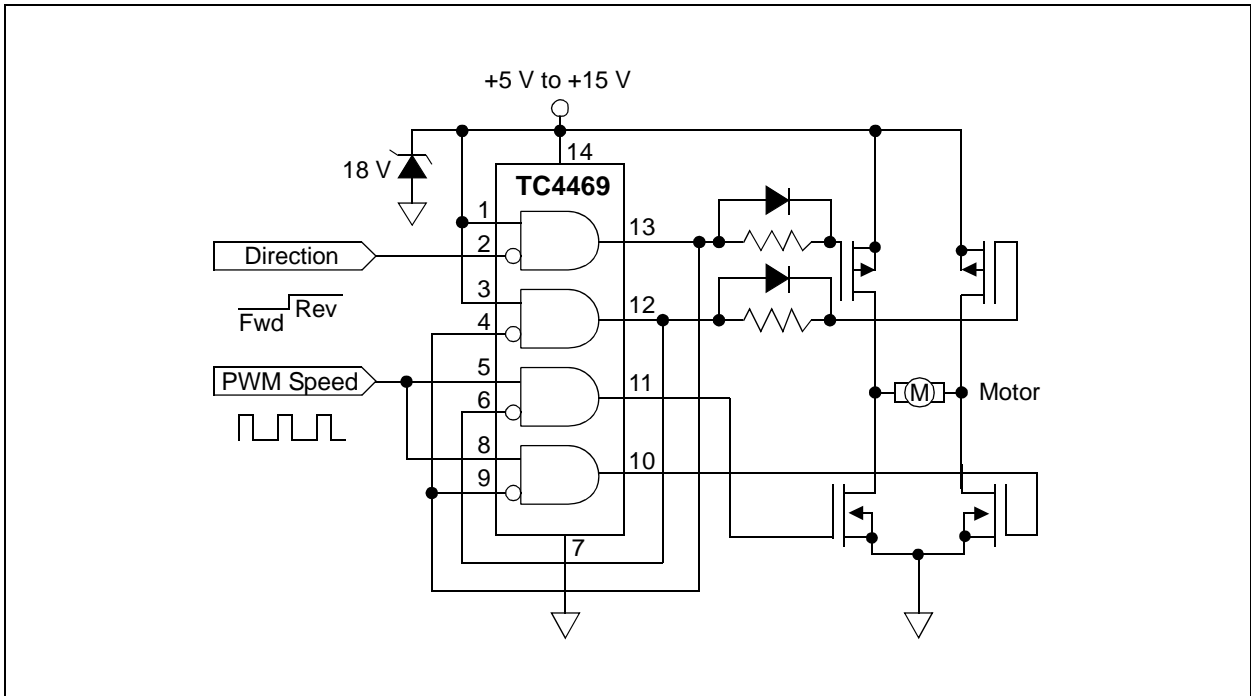 +5 V to +15 V
14
18 V
TC4469
1
13
2
Direction
3
12
Fwd
Rev
4
PWM Speed
5
11
6
M
Motor
8
10
9
7